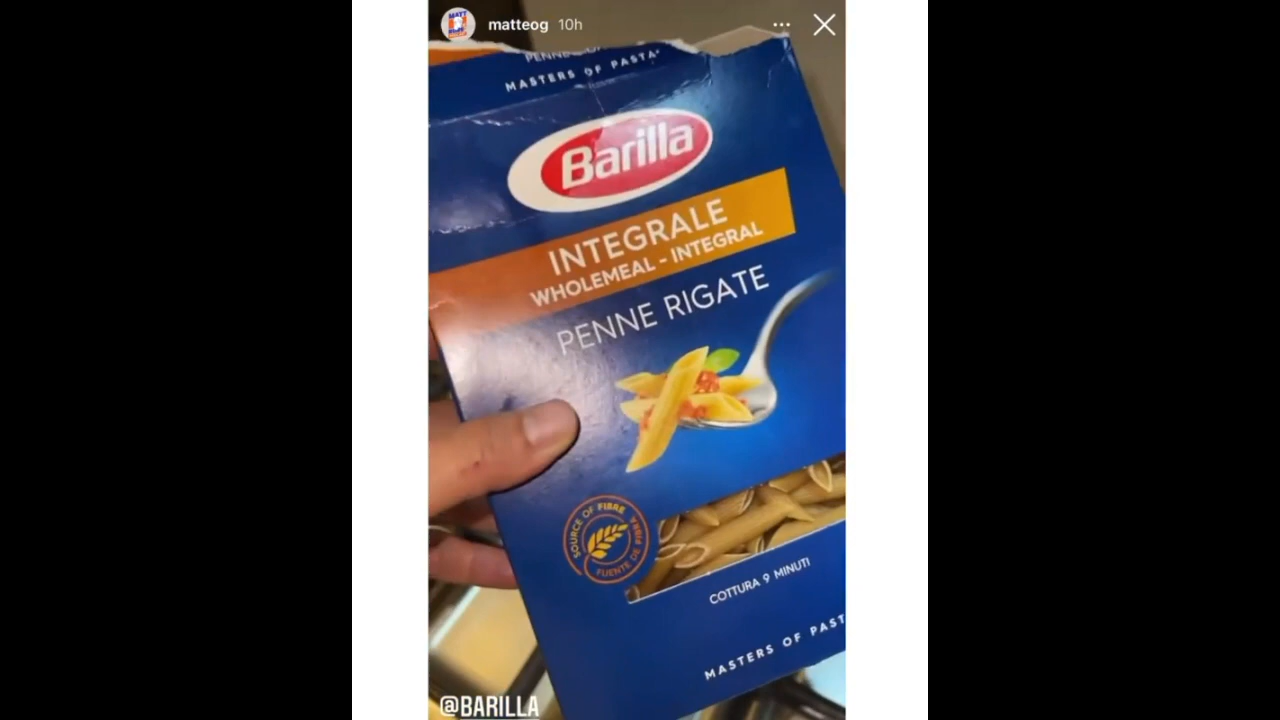 matteog 10h
MASTERS OF PASTA
Barilla
INTEGRALE
WHOLEMEAL - INTEGRAL
PENNE RIGATE
SOURCE OF FIBRE
FUENTE DE FIBRA
COTTURA 9 MINUTI
MASTERS OF PAST
@BARILLA